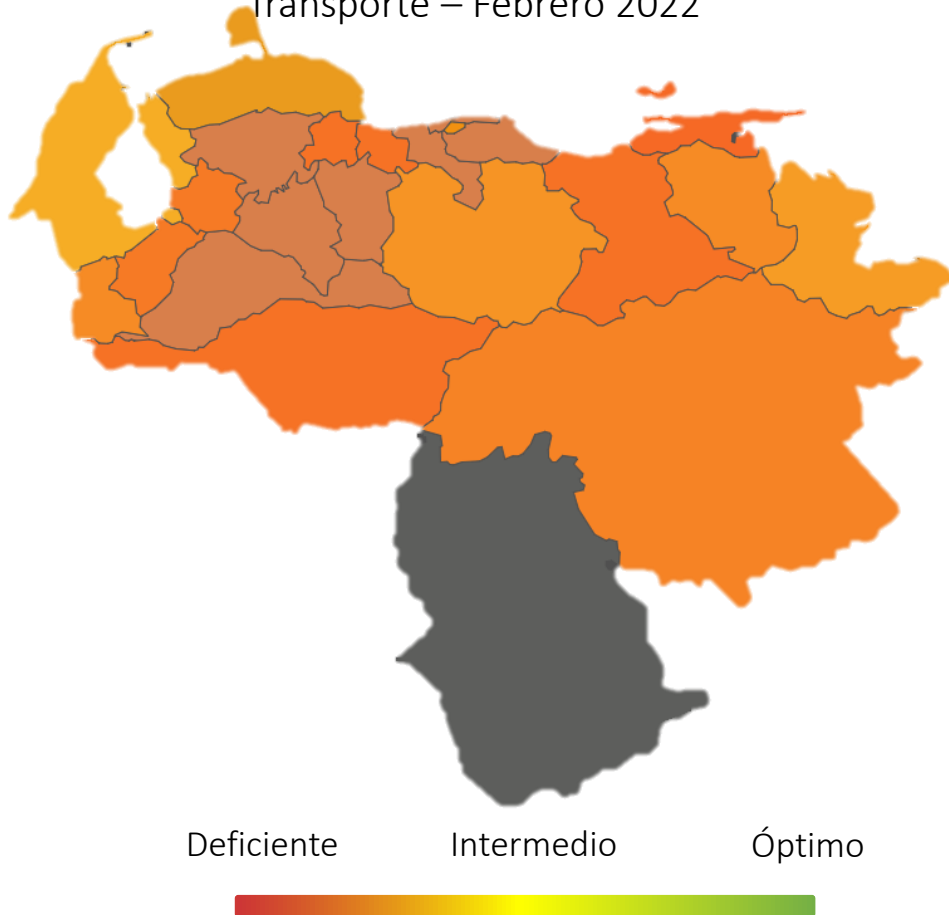 Transporte – Febrero 2022
Deficiente Intermedio Óptimo